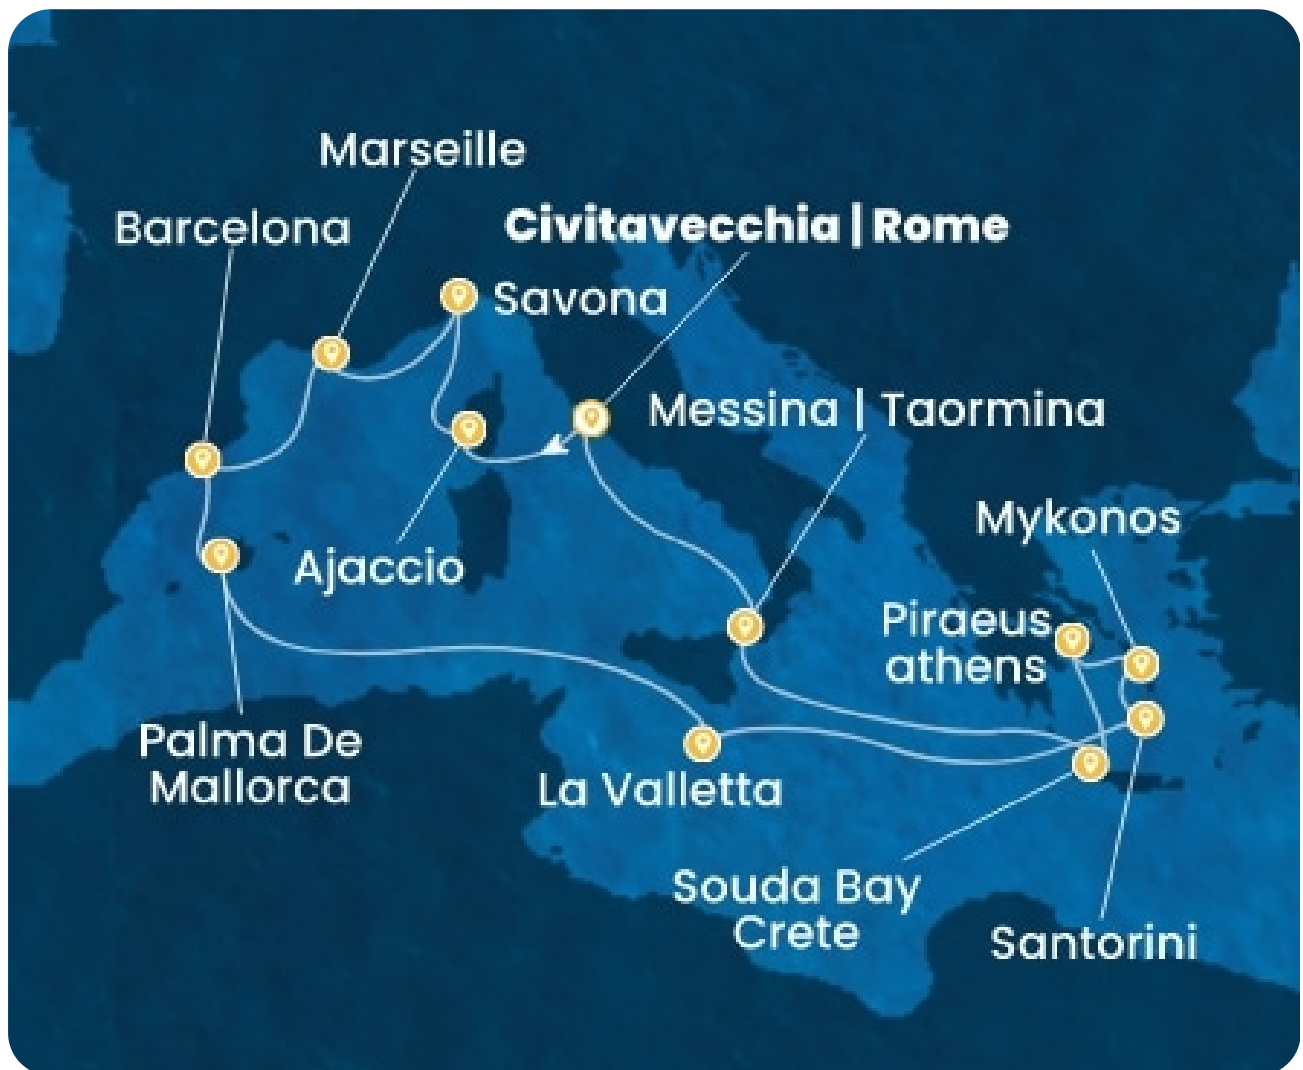 Marseille
Barcelona
Civitavecchia | Rome
Savona
Messina | Taormina
Mykonos
Ajaccio
Piraeus
athens
Palma De
Mallorca
La Valletta
Souda Bay
Crete
Santorini